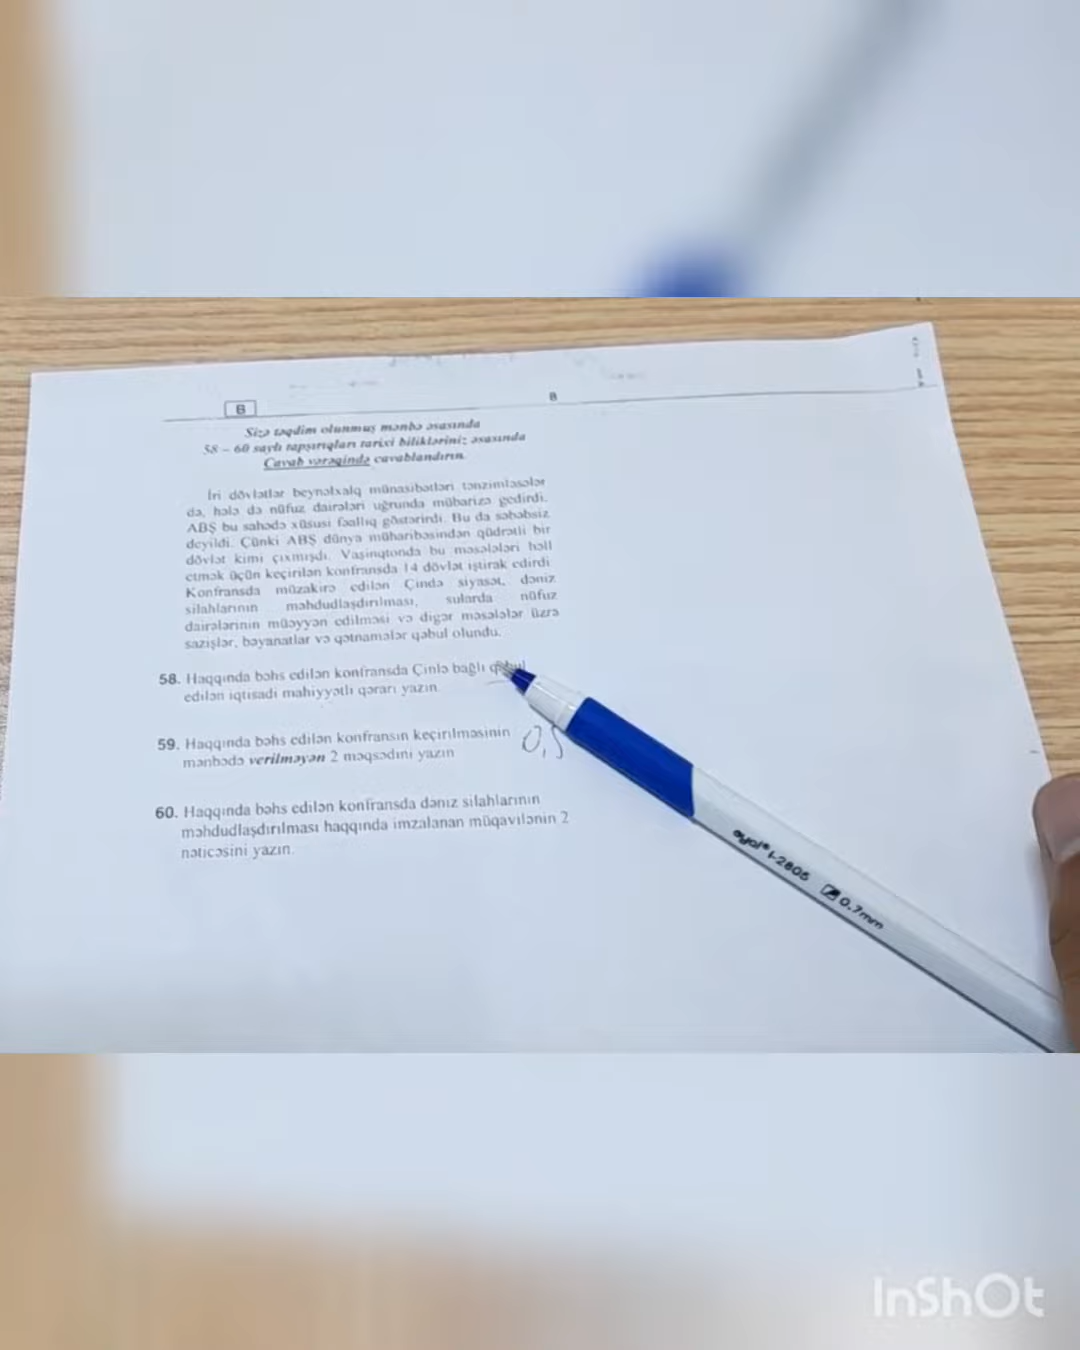 B
8
Sizə təqdim olunmuş mənbə əsasında
58 – 60 saylı tapşırıqları tarixi bilikləriniz əsasında
Cavab vərəqində cavablandırın.
İri dövlətlər beynəlxalq münasibətləri tənzimləsələr
də, hələ də nüfuz dairələri uğrunda mübarizə gedirdi.
ABŞ bu sahədə xüsusi fəallıq göstərirdi. Bu da səbəbsiz
deyildi. Çünki ABŞ dünya müharibəsindən qüdrətli bir
dövlət kimi çıxmışdı. Vaşinqtonda bu məsələləri həll
etmək üçün keçirilən konfransda 14 dövlət iştirak edirdi.
Konfransda müzakirə edilən Çində siyasət, dəniz
silahlarının məhdudlaşdırılması, sularda nüfuz
dairələrinin müəyyən edilməsi və digər məsələlər üzrə
sazişlər, bəyanatlar və qətnamələr qəbul olundu.
58. Haqqında bəhs edilən konfransda Çinlə bağlı qəbul
edilən iqtisadi mahiyyətli qərarı yazın.
59. Haqqında bəhs edilən konfransın keçirilməsinin
mənbədə verilməyən 2 məqsədini yazın
0,5
60. Haqqında bəhs edilən konfransda dəniz silahlarının
məhdudlaşdırılması haqqında imzalanan müqavilənin 2
nəticəsini yazın.
ayol® i-2805 0.7mm
InShOt